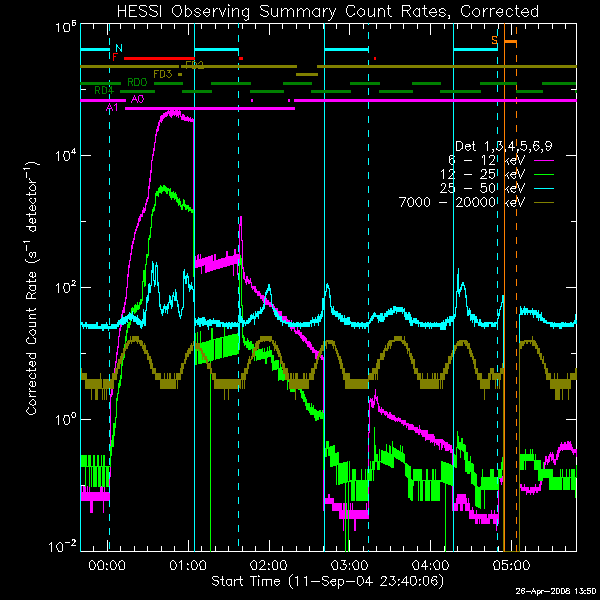 HESSI Observing Summary Count Rates, Corrected
10^6
N
S
F
FD2
FD3
RD0
RD4
A0
A1
10^4
Det 1,3,4,5,6,9
6 - 12 keV
12 - 25 keV
25 - 50 keV
7000 - 20000 keV
Corrected Count Rate (s^-1 detector^-1)
10^2
10^0
10^-2
00:00 01:00 02:00 03:00 04:00 05:00
Start Time (11-Sep-04 23:40:06)
26-Apr-2008 13:50